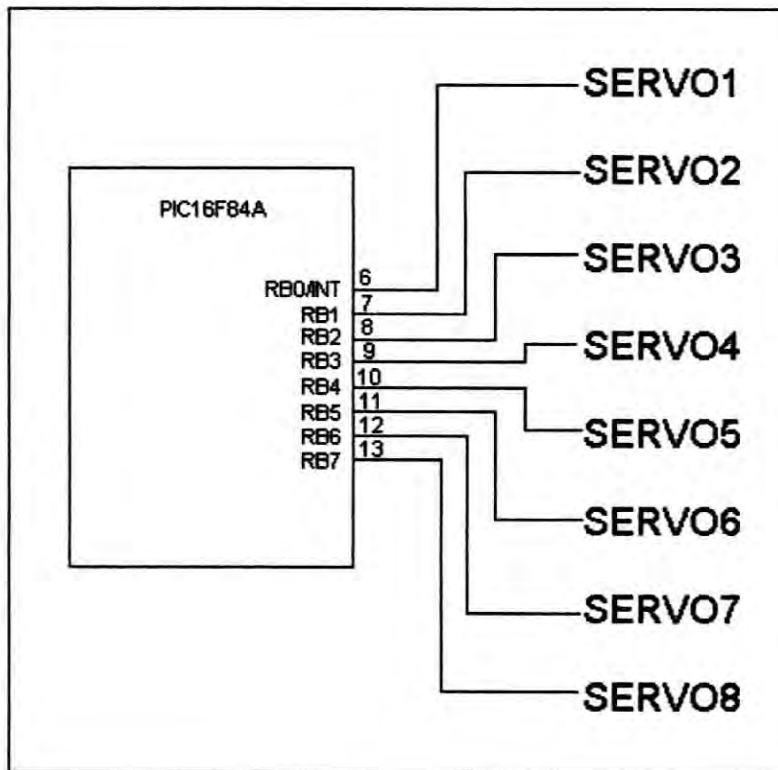 SERVO1
SERVO2
PIC16F84A
SERVO3
RB0/INT 6
RB1 7
RB2 8
RB3 9
SERVO4
RB4 10
RB5 11
SERVO5
RB6 12
RB7 13
SERVO6
SERVO7
SERVO8